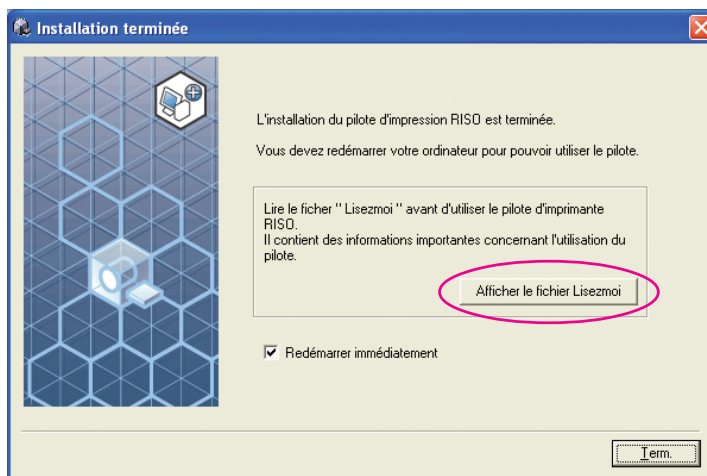 Installation terminée
L'installation du pilote d'impression RISO est terminée.
Vous devez redémarrer votre ordinateur pour pouvoir utiliser le pilote.
Lire le ficher " Lisezmoi " avant d'utiliser le pilote d'imprimante
RISO.
Il contient des informations importantes concernant l'utilisation du
pilote.
Afficher le fichier Lisezmoi
Redémarrer immédiatement
Term.